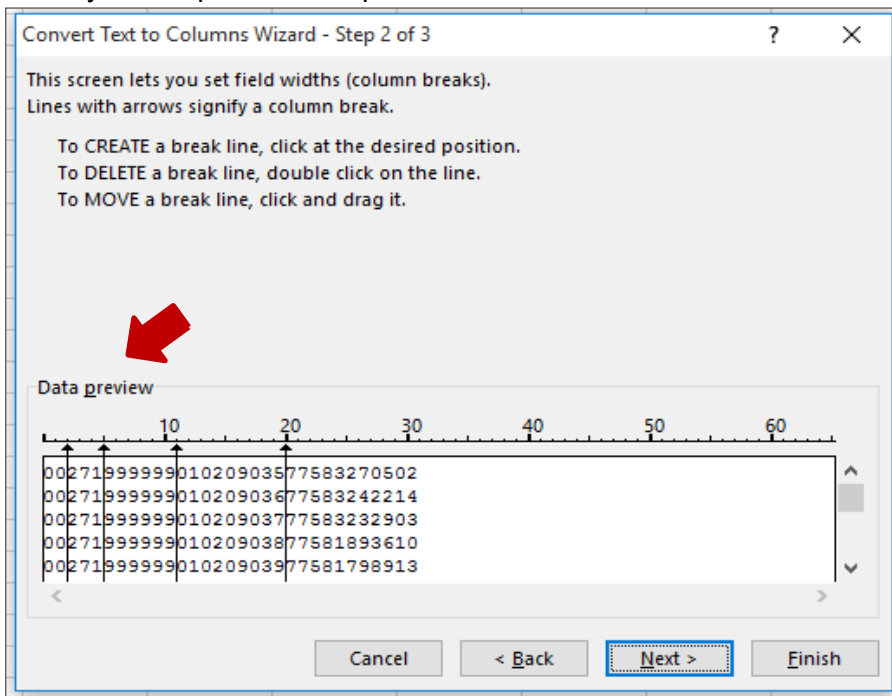 Convert Text to Columns Wizard - Step 2 of 3 ?
This screen lets you set field widths (column breaks).
Lines with arrows signify a column break.
To CREATE a break line, click at the desired position.
To DELETE a break line, double click on the line.
To MOVE a break line, click and drag it.
Data preview
10 20 30 40 50 60
0027199999901020903577583270502
0027199999901020903677583242214
0027199999901020903777583232903
0027199999901020903877581893610
0027199999901020903977581798913
Cancel < Back Next > Finish